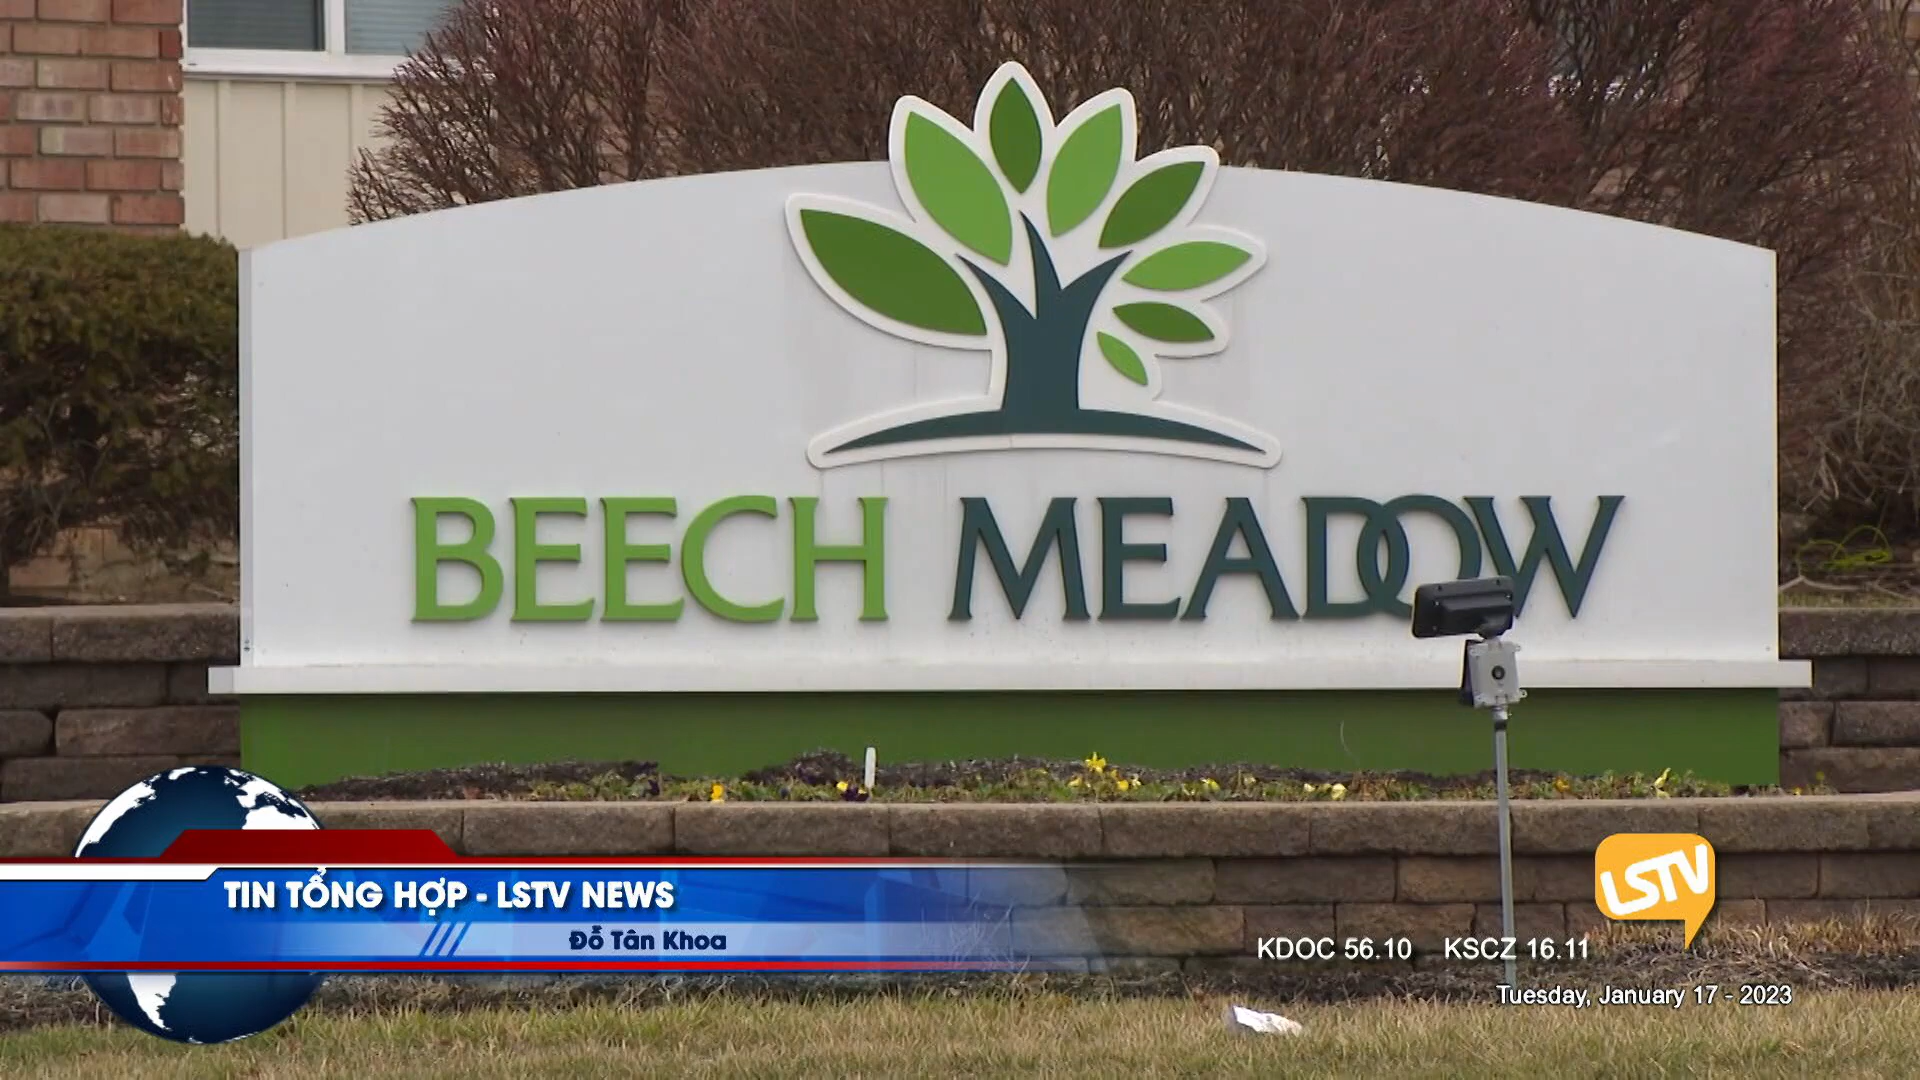 BEECH MEADOW
TIN TỔNG HỢP - LSTV NEWS
Đỗ Tân Khoa
LSTV
KDOC 56.10 KSCZ 16.11
Tuesday, January 17 - 2023